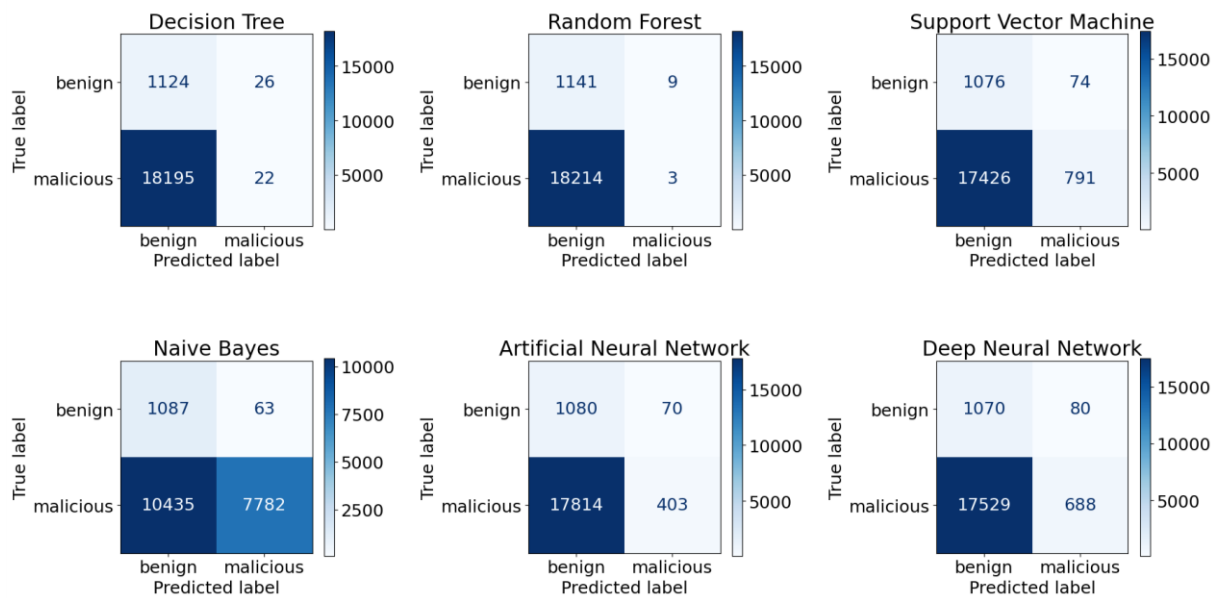 Decision Tree
True label
benign
malicious
1124 26
18195 22
benign malicious
Predicted label
15000
10000
5000
Random Forest
True label
benign
malicious
1141 9
18214 3
benign malicious
Predicted label
15000
10000
5000
Support Vector Machine
True label
benign
malicious
1076 74
17426 791
benign malicious
Predicted label
15000
10000
5000
Naive Bayes
True label
benign
malicious
1087 63
10435 7782
benign malicious
Predicted label
10000
7500
5000
2500
Artificial Neural Network
True label
benign
malicious
1080 70
17814 403
benign malicious
Predicted label
15000
10000
5000
Deep Neural Network
True label
benign
malicious
1070 80
17529 688
benign malicious
Predicted label
15000
10000
5000